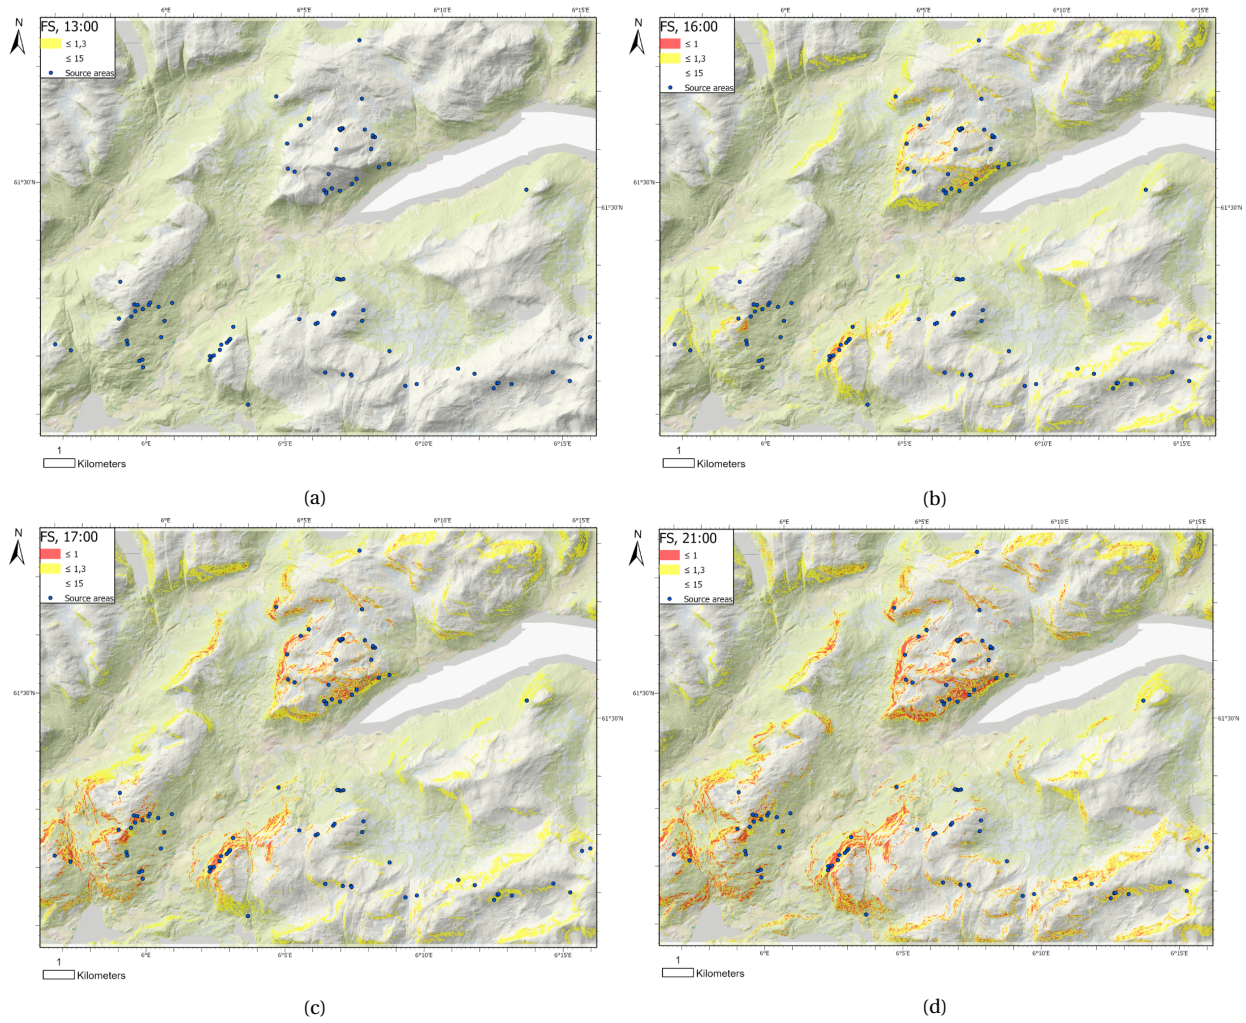 N
FS, 13:00
≤ 1,3
≤ 15
Source areas
6°E
6°5'E
6°10'E
6°15'E
61°30'N
61°30'N
6°E
6°5'E
6°10'E
6°15'E
1
Kilometers
(a)
N
FS, 16:00
≤ 1
≤ 1,3
≤ 15
Source areas
6°E
6°5'E
6°10'E
6°15'E
61°30'N
61°30'N
6°E
6°5'E
6°10'E
6°15'E
1
Kilometers
(b)
N
FS, 17:00
≤ 1
≤ 1,3
≤ 15
Source areas
6°E
6°5'E
6°10'E
6°15'E
61°30'N
61°30'N
6°E
6°5'E
6°10'E
6°15'E
1
Kilometers
(c)
N
FS, 21:00
≤ 1
≤ 1,3
≤ 15
Source areas
6°E
6°5'E
6°10'E
6°15'E
61°30'N
61°30'N
6°E
6°5'E
6°10'E
6°15'E
1
Kilometers
(d)